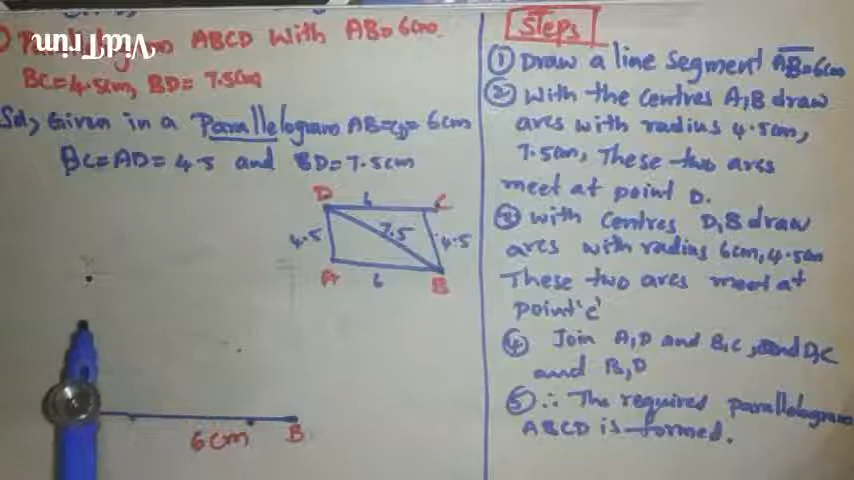 VidTrim
Parallelogram ABCD with AB=6cm.
BC=4.5cm, BD= 7.5cm
Sol, Given in a Parallelogram AB=CD=6cm
BC=AD=4.5 and BD=7.5cm
D 6 C
4.5 7.5 4.5
A 6 B
6cm B
Steps
① Draw a line segment AB=6cm
② With the centres A,B draw
arcs with radius 4.5cm,
7.5cm, These two arcs
meet at point D.
③ With centres D,B draw
arcs with radius 6cm,4.5cm
These two arcs meet at
point 'c'
④ Join A,D and B,C, and D,C
and B,D
⑤ ∴ The required parallelogram
ABCD is formed.